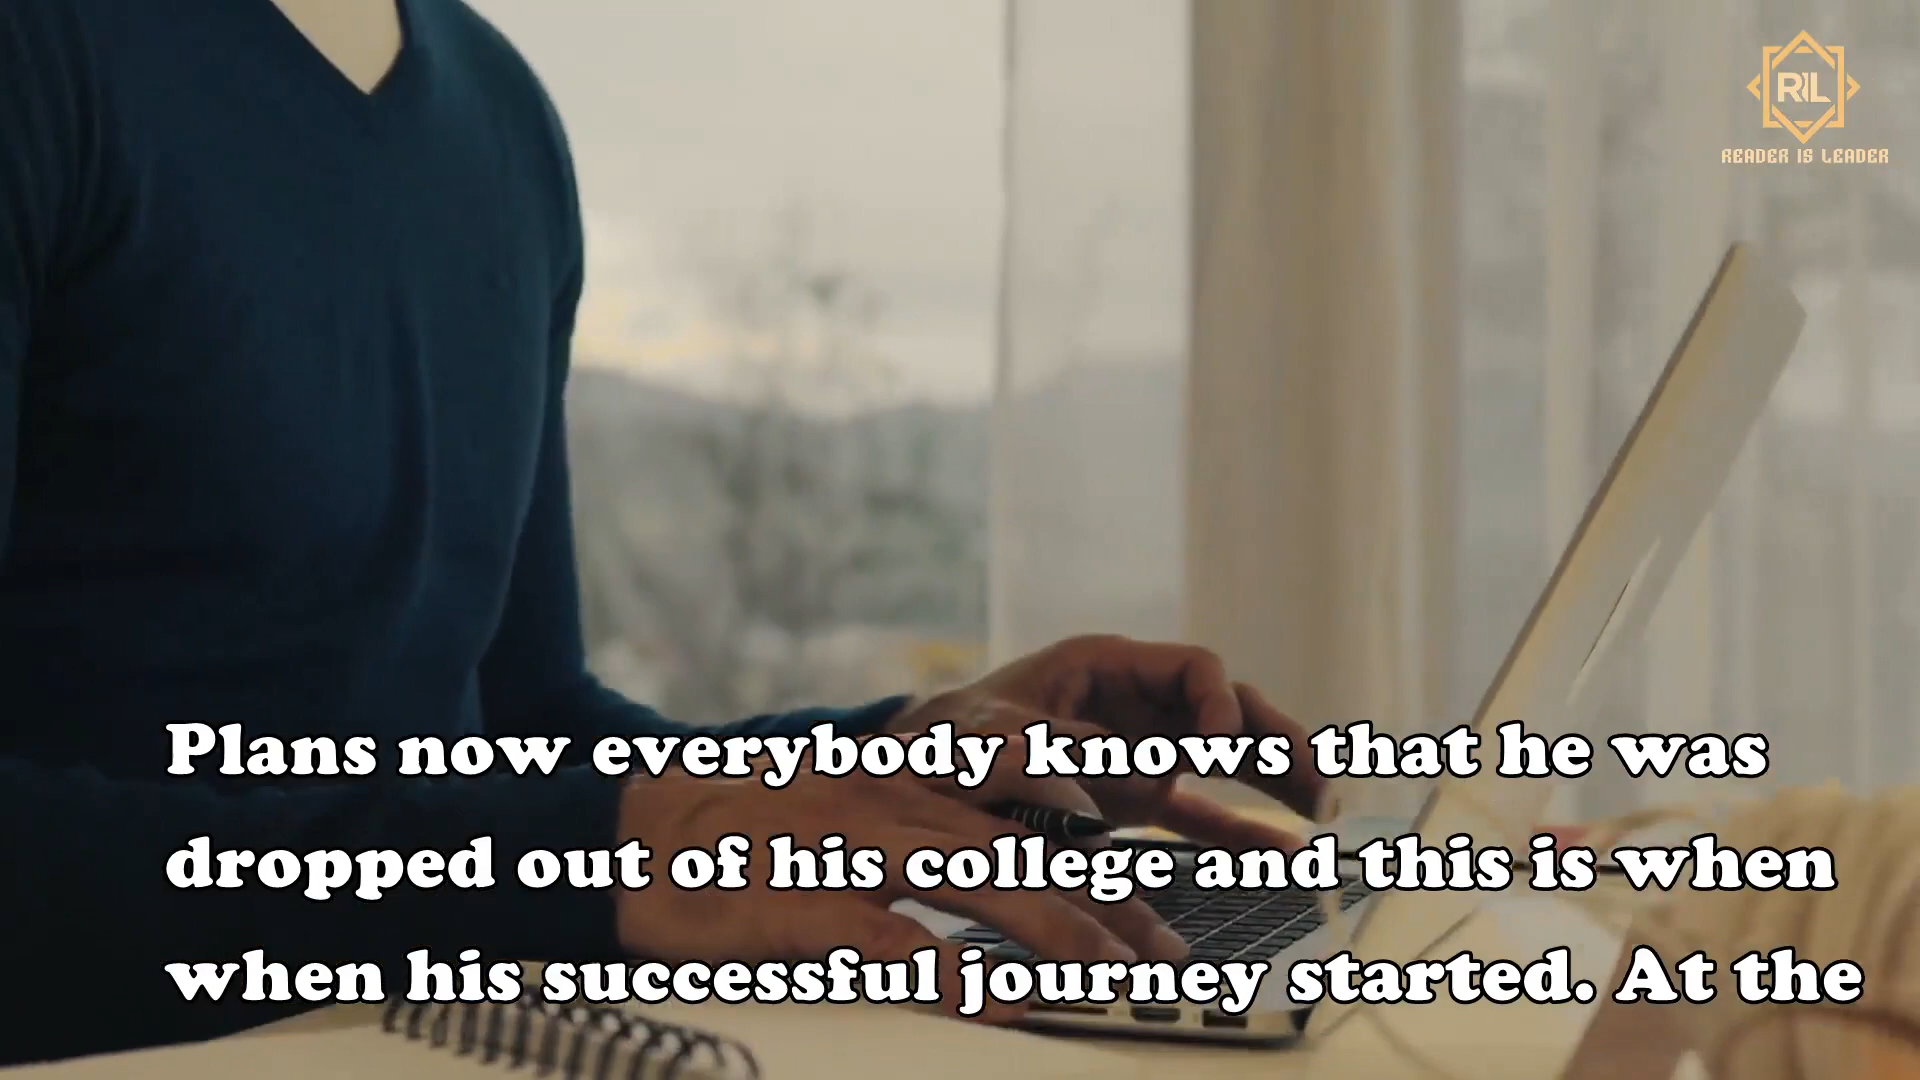 RIL
READER IS LEADER
Plans now everybody knows that he was
dropped out of his college and this is when
when his successful journey started. At the